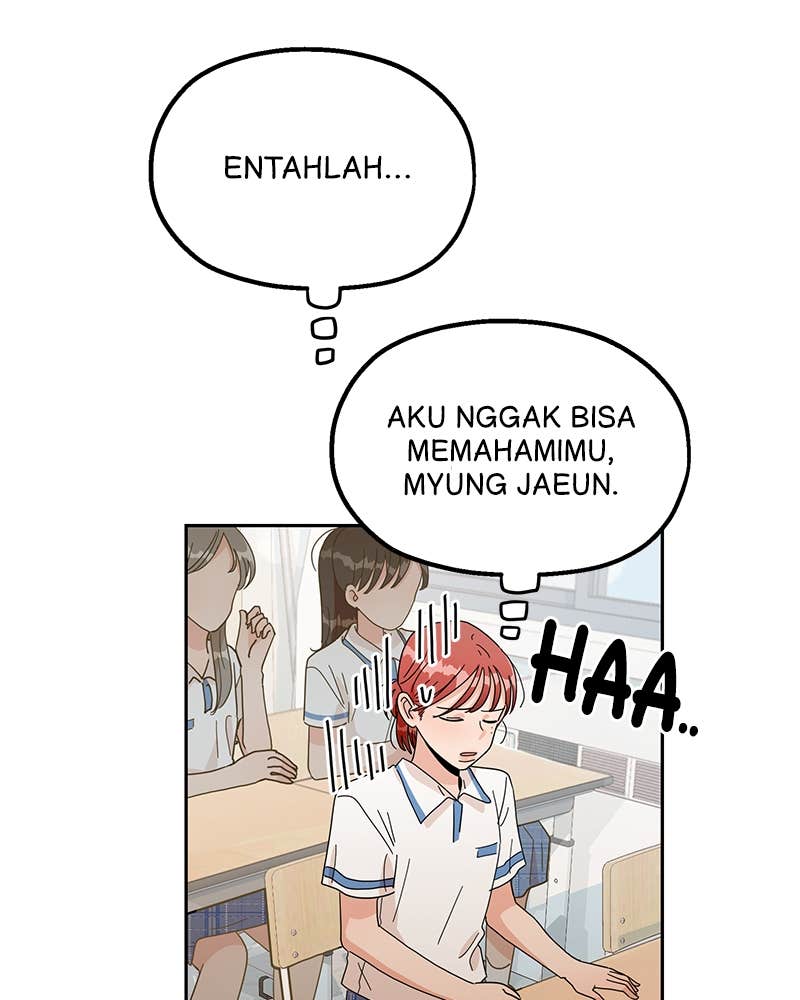 ENTAHLAH...
AKU NGGAK BISA
MEMAHAMIMU,
MYUNG JAEUN.
HAA..